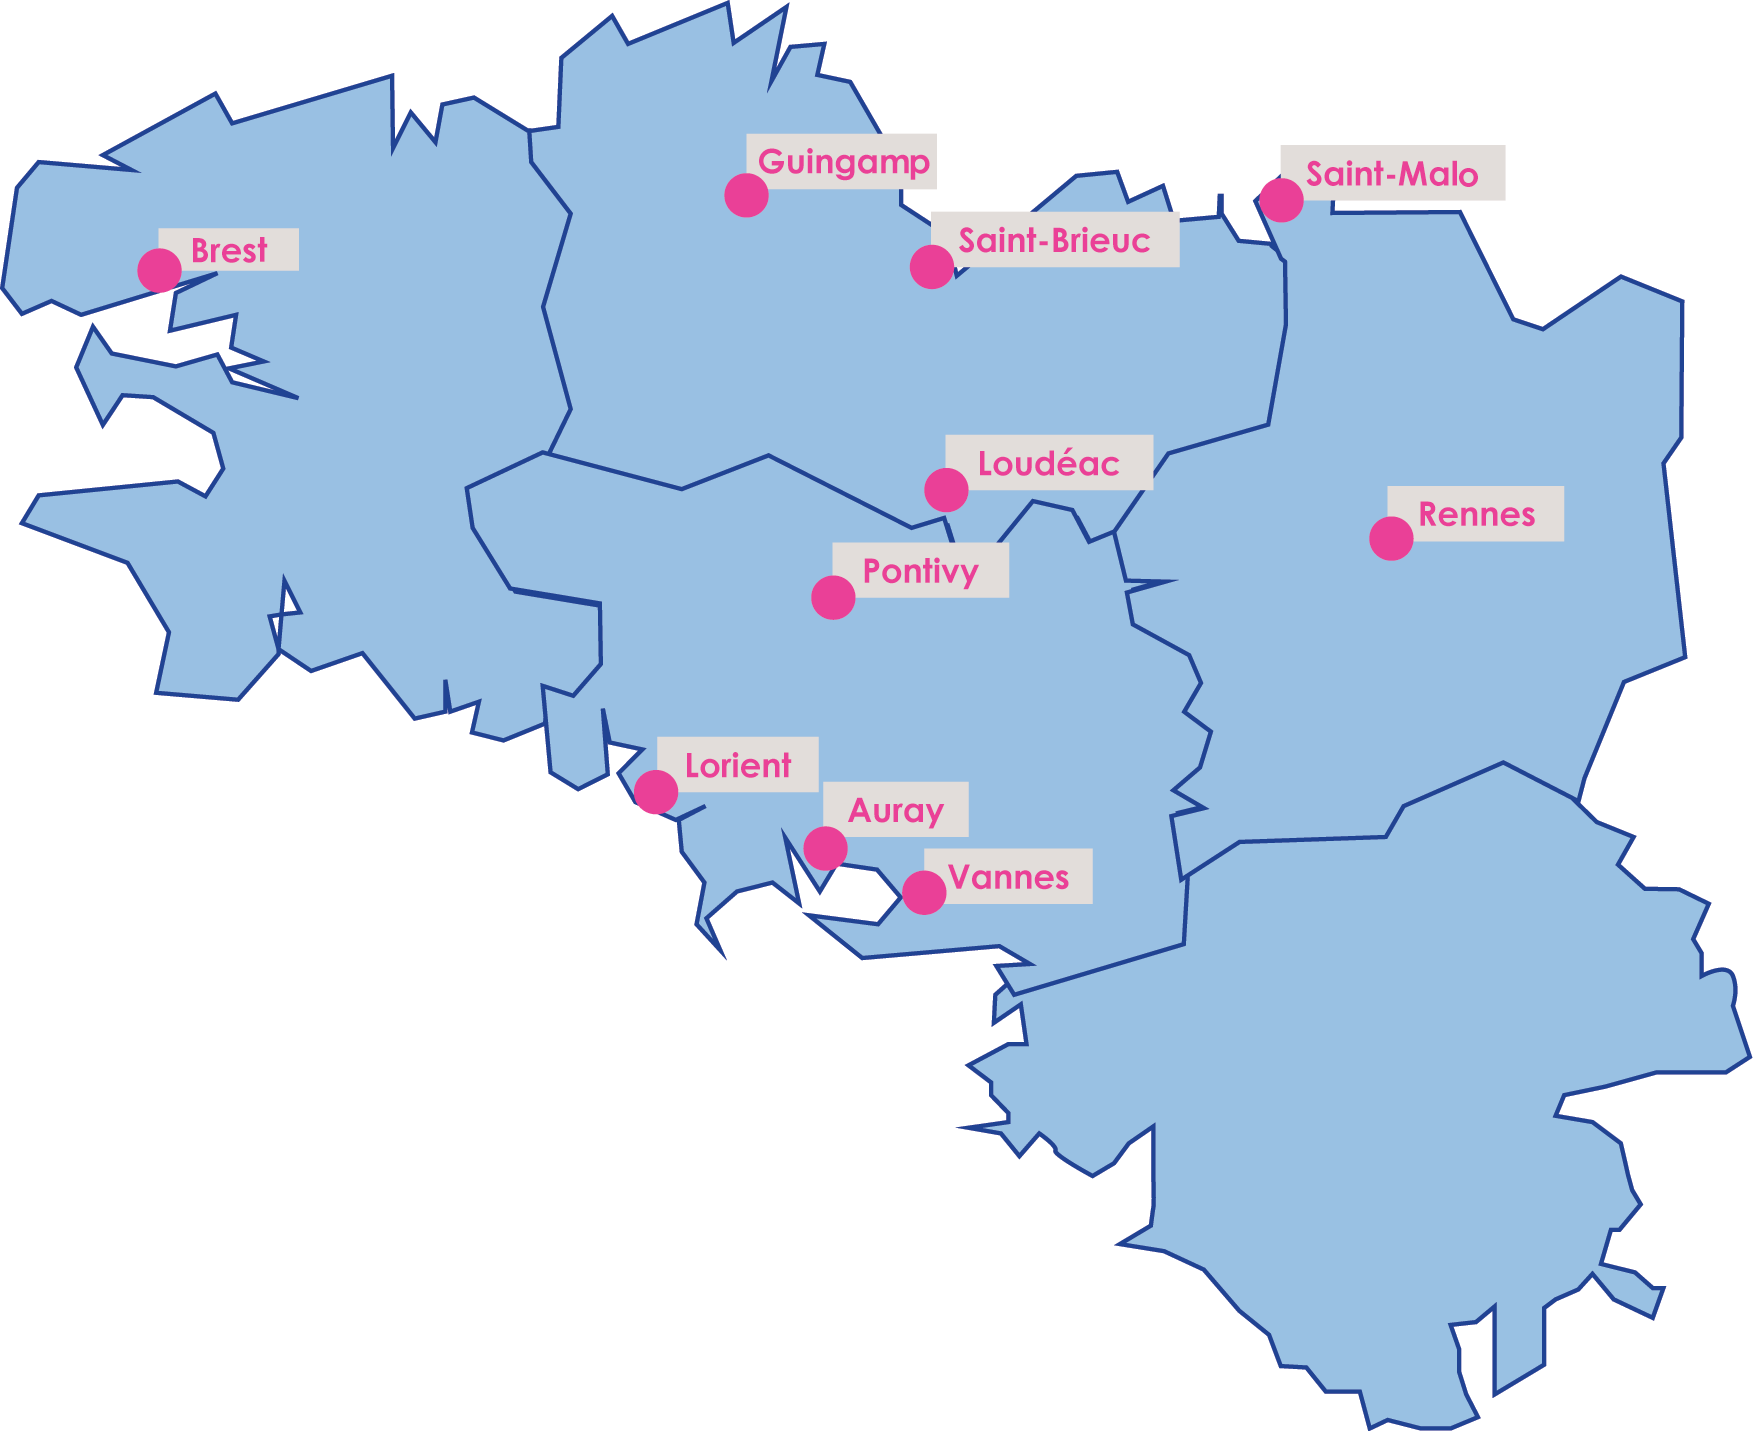 Guingamp
Saint-Malo
Brest
Saint-Brieuc
Loudéac
Rennes
Pontivy
Lorient
Auray
Vannes